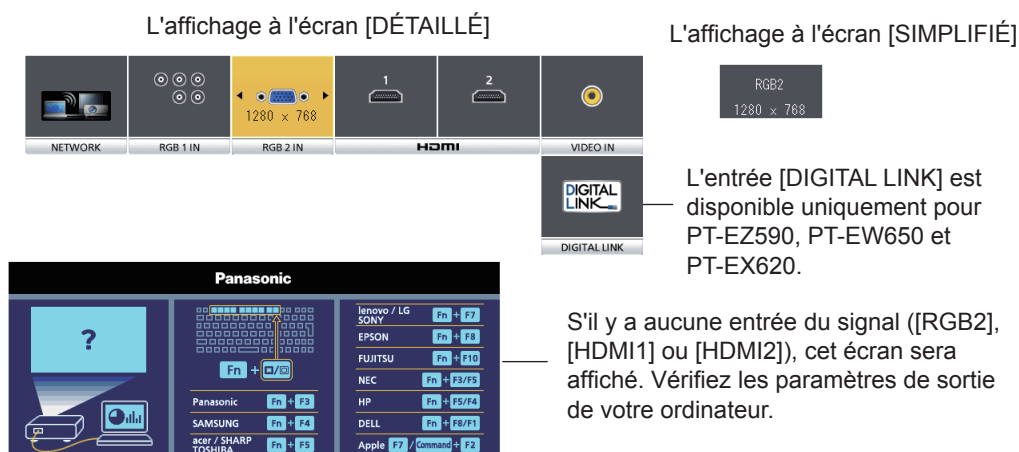 L'affichage à l'écran [DÉTAILLÉ]
L'affichage à l'écran [SIMPLIFIÉ]
1280 x 768
1
2
NETWORK
RGB 1 IN
RGB 2 IN
HDMI
VIDEO IN
RGB2
1280 x 768
DIGITAL
LINK
DIGITAL LINK
L'entrée [DIGITAL LINK] est
disponible uniquement pour
PT-EZ590, PT-EW650 et
PT-EX620.
Panasonic
?
Fn +
Panasonic Fn + F3
SAMSUNG Fn + F4
acer / SHARP
TOSHIBA Fn + F5
lenovo / LG
SONY Fn + F7
EPSON Fn + F8
FUJITSU Fn + F10
NEC Fn + F3/F5
HP Fn + F5/F4
DELL Fn + F8/F1
Apple F7 / Command + F2
S'il y a aucune entrée du signal ([RGB2],
[HDMI1] ou [HDMI2]), cet écran sera
affiché. Vérifiez les paramètres de sortie
de votre ordinateur.